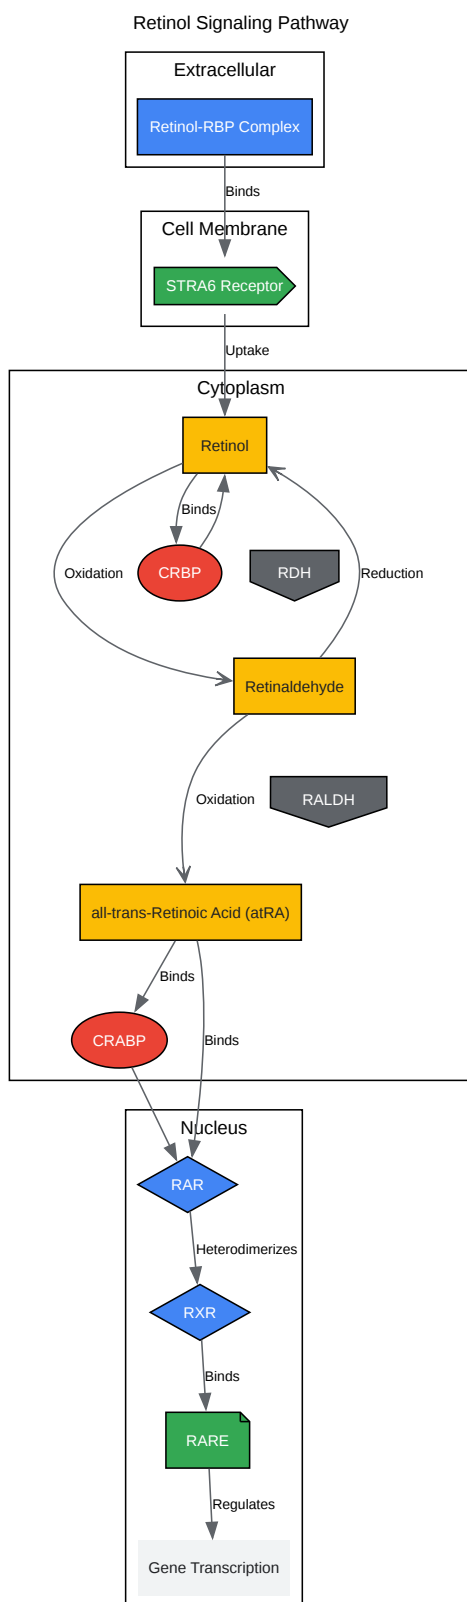 Retinol Signaling Pathway
Extracellular
Retinol-RBP Complex
Binds
Cell Membrane
STRA6 Receptor
Uptake
Cytoplasm
Retinol
Binds
Oxidation
CRBP
RDH
Reduction
Retinaldehyde
Oxidation
RALDH
all-trans-Retinoic Acid (atRA)
Binds
CRABP
Binds
Nucleus
RAR
Heterodimerizes
RXR
Binds
RARE
Regulates
Gene Transcription